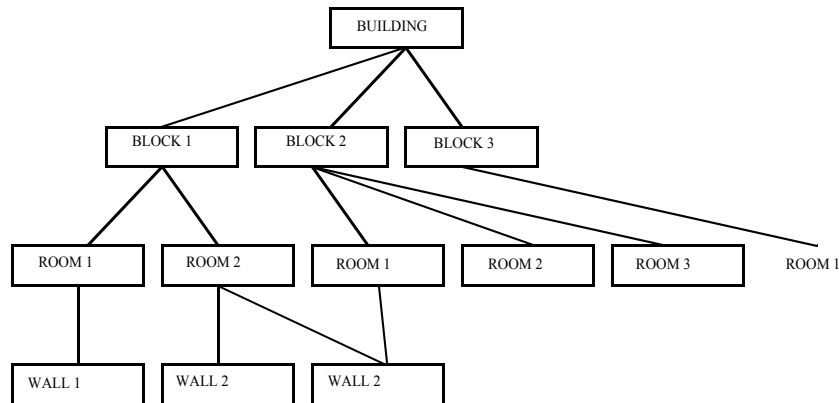 BUILDING
BLOCK 1
BLOCK 2
BLOCK 3
ROOM 1
ROOM 2
ROOM 1
ROOM 2
ROOM 3
ROOM 1
WALL 1
WALL 2
WALL 2